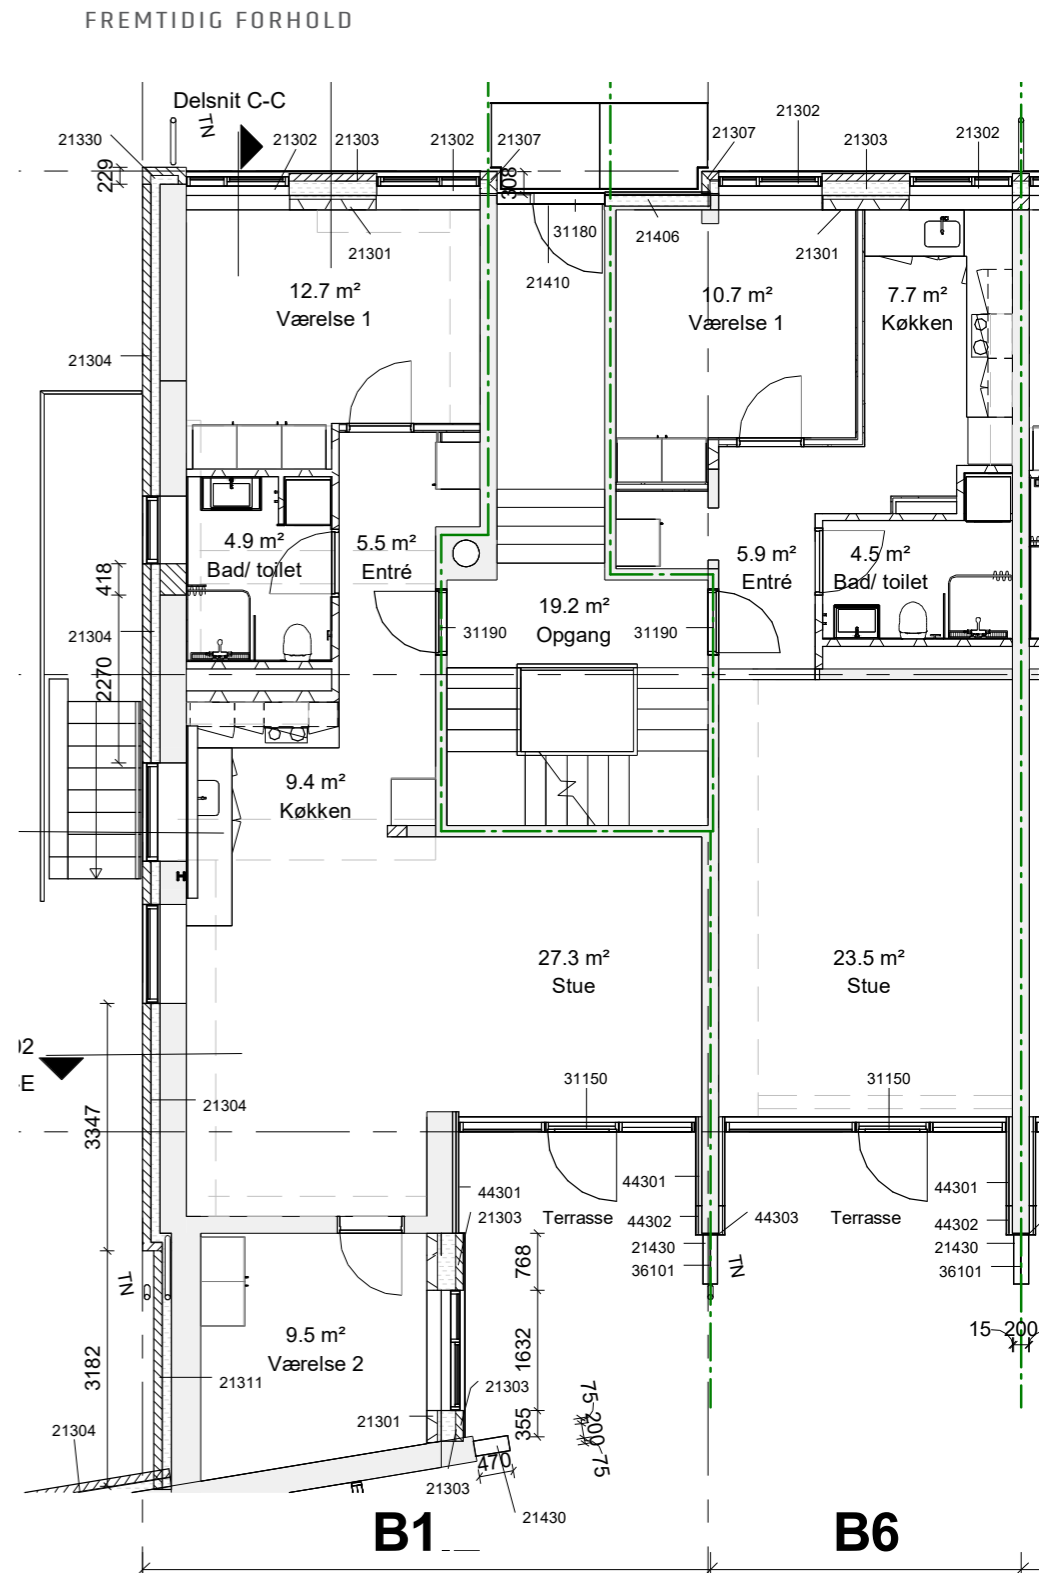 FREMTIDIG FORHOLD
Delsnit C-C
TN
21330
21302
21303
21302
21307
21307
21302
21303
21302
229
308
21301
31180
21406
21410
21301
12.7 m²
Værelse 1
10.7 m²
Værelse 1
7.7 m²
Køkken
21304
4.9 m²
Bad/ toilet
5.5 m²
Entré
5.9 m²
Entré
4.5 m²
Bad/ toilet
418
19.2 m²
Opgang
31190
31190
21304
2270
9.4 m²
Køkken
27.3 m²
Stue
23.5 m²
Stue
E
31150
31150
21304
3347
44301
44301
44301
21303
Terrasse
44302
44303
Terrasse
44302
21430
21430
36101
36101
TN
TN
768
15
200
9.5 m²
Værelse 2
1632
3182
21311
21303
21301
355
75
200
75
21304
470
21303
21430
B1
B6